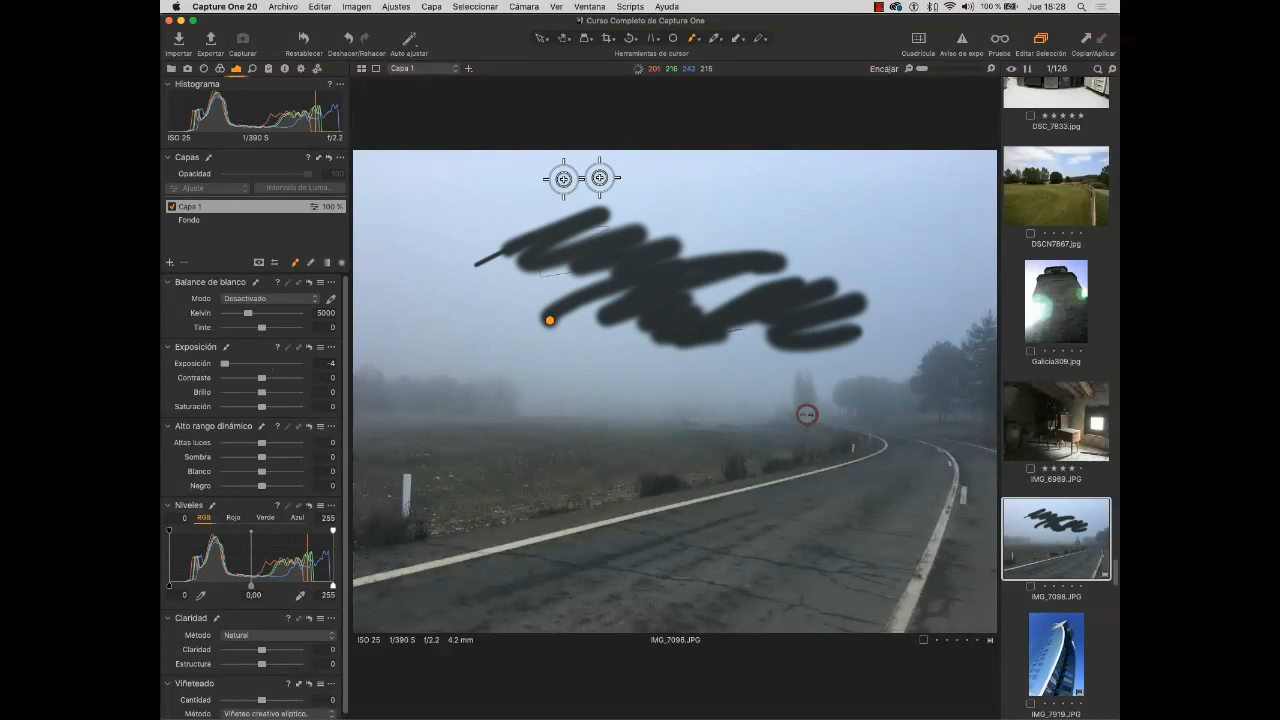 Capture One 20 Archivo Editar Imagen Ajustes Capa Seleccionar Cámara Ver Ventana Scripts Ayuda 100 % Jue 18:28
Curso Completo de Capture One
Importar Exportar Capturar Restablecer Deshacer/Rehacer Auto ajustar Herramientas de cursor Cuadrícula Aviso de expo Pruebe Editar Selección Copiar/Aplicar
Capa 1 201 216 242 215 Encajar 1/126
Histograma
ISO 25 1/390 S f/2.2
Capas
Opacidad 100
Ajuste Intervalo de Luma...
Capa 1 100 %
Fondo
Balance de blanco
Modo Desactivado
Kelvin 5000
Tinte 0
Exposición
Exposición -4
Contraste 0
Brillo 0
Saturación 0
Alto rango dinámico
Altas luces 0
Sombra 0
Blanco 0
Negro 0
Niveles
0 RGB Rojo Verde Azul 255
0 0,00 255
Claridad
Método Natural
Claridad 0
Estructura 0
Viñeteado
Cantidad 0
Método Viñeteo creativo elíptico.
ISO 25 1/390 S f/2.2 4.2 mm IMG_7098.JPG
DSC_7833.jpg
DSCN7867.jpg
Galicia309.jpg
IMG_6969.JPG
IMG_7098.JPG
IMG_7919.JPG